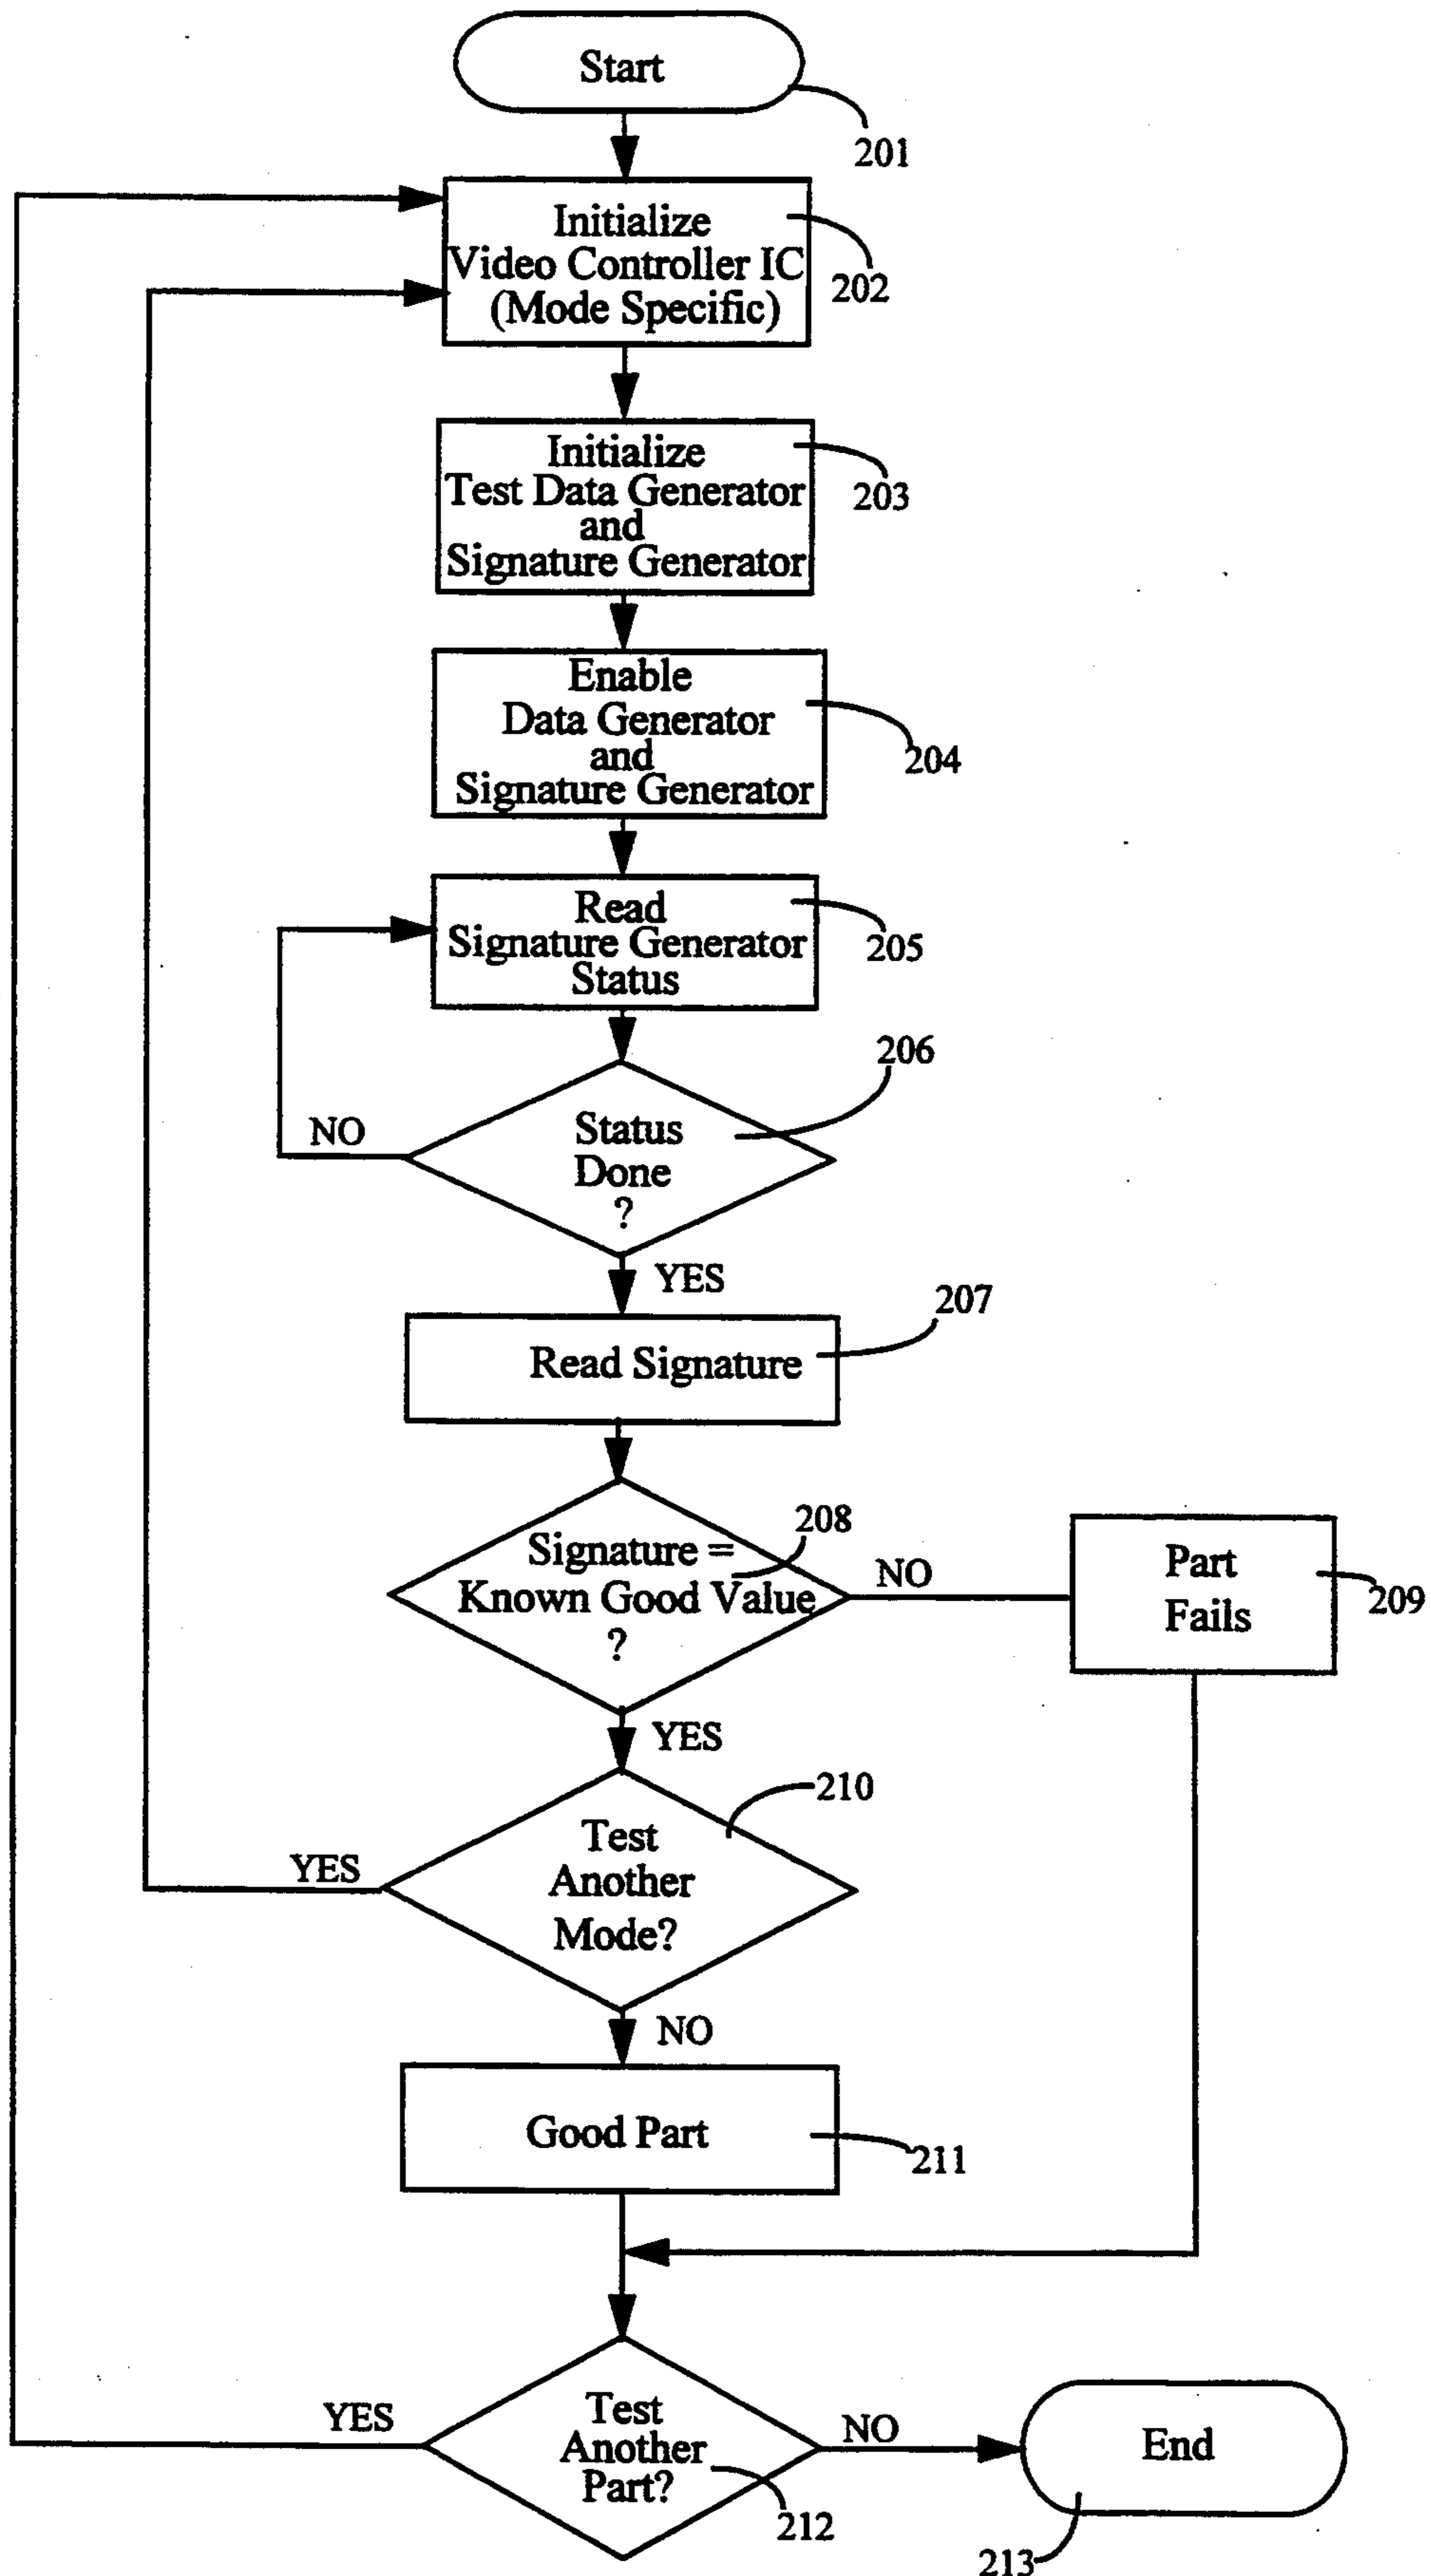 Start
201
Initialize
Video Controller IC
(Mode Specific)
202
Initialize
Test Data Generator
and
Signature Generator
203
Enable
Data Generator
and
Signature Generator
204
Read
Signature Generator
Status
205
206
Status
Done
?
NO
YES
207
Read Signature
208
Signature =
Known Good Value
?
NO
Part
Fails
209
YES
210
Test
Another
Mode?
YES
NO
Good Part
211
Test
Another
Part?
YES
NO
212
End
213